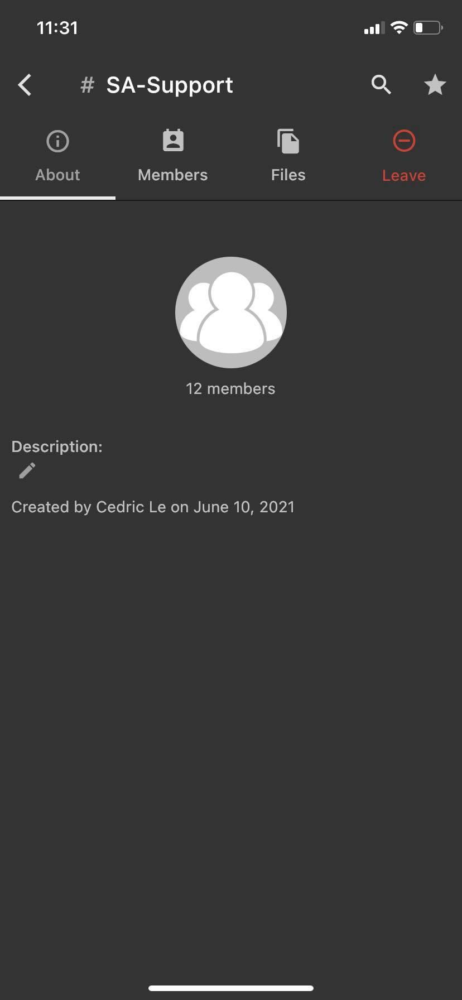 11:31
# SA-Support
About Members Files Leave
12 members
Description:
Created by Cedric Le on June 10, 2021